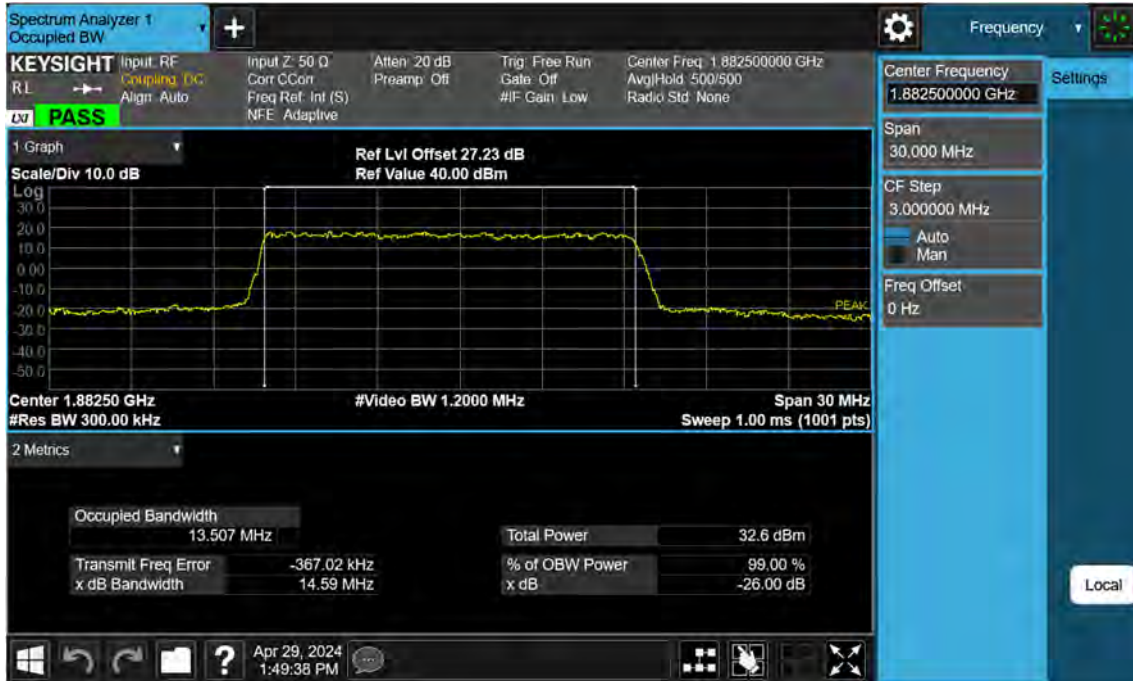 Spectrum Analyzer 1
Occupied BW
+
Frequency
KEYSIGHT
RL
LXI
PASS
Input: RF
Coupling: DC
Align: Auto
Input Z: 50 Ω
Corr CCorr
Freq Ref: Int (S)
NFE: Adaptive
Atten: 20 dB
Preamp: Off
Trig: Free Run
Gate: Off
#IF Gain: Low
Center Freq: 1.882500000 GHz
Avg|Hold: 500/500
Radio Std: None
Center Frequency
1.882500000 GHz
Settings
Span
30.000 MHz
CF Step
3.000000 MHz
Auto
Man
Freq Offset
0 Hz
Local
1 Graph
Scale/Div 10.0 dB
Ref Lvl Offset 27.23 dB
Ref Value 40.00 dBm
Log
30.0
20.0
10.0
0.00
-10.0
-20.0
-30.0
-40.0
-50.0
PEAK
Center 1.88250 GHz
#Video BW 1.2000 MHz
Span 30 MHz
#Res BW 300.00 kHz
Sweep 1.00 ms (1001 pts)
2 Metrics
Occupied Bandwidth
13.507 MHz
Total Power 32.6 dBm
Transmit Freq Error -367.02 kHz
% of OBW Power 99.00 %
x dB Bandwidth 14.59 MHz
x dB -26.00 dB
?
Apr 29, 2024
1:49:38 PM